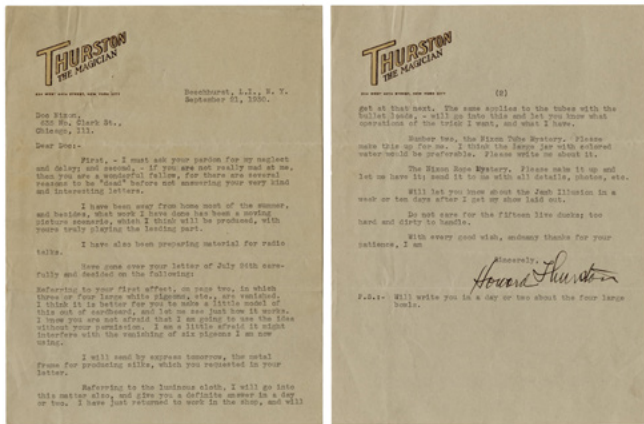 THURSTON
THE MAGICIAN
Beechhurst, L.I., N. Y.
September 21, 1930.
Don Nixon,
Clark St.,
Chicago, Ill.
Dear Don:-
First, - I must ask your pardon for my neglect
and delay; and second, - if you are not really mad at me,
then you are a wonderful fellow, for there are several
reasons to be "dead" before not answering your very kind
and interesting letters.
I have been away from home most of the summer,
and besides, what work I have done has been a moving
picture scenario, which I think will be produced, with
yours truly playing the leading part.
I have also been preparing material for radio
talks.
Have gone over your letter of July 24th care-
fully and decided on the following:
Referring to your first effect, on page two, in which
three or four large white pigeons, etc., are vanished.
I think it is better for you to make a little model of
this out of cardboard, and let me see just how it works.
I know you are not afraid that I am going to use the idea
without your permission. I am a little afraid it might
interfere with the vanishing of six pigeons I am now
using.
I will send by express tomorrow, the metal
frame for producing silks, which you requested in your
letter.
Referring to the luminous cloth, I will go into
this matter also, and give you a definite answer in a day
or two. I have just returned to work in the shop, and will
THURSTON
THE MAGICIAN
(2)
get at that next. The same applies to the tubes with the
bullet loads, - will go into this and let you know what
operations of the trick I want, and what I have.
Number two, the Nixon Tube Mystery. Please
make this up for me. I think the large jar with colored
water would be preferable. Please write me about it.
The Nixon Rope Mystery. Please make it up and
let me have it; send it to me with all details, photos, etc.
Will let you know about the Illusion in a
week or ten days after I get my show laid out.
Do not care for the fifteen live ducks; too
hard and dirty to handle.
With every good wish, andmany thanks for your
patience, I am
Sincerely,
Howard Thurston
P.S:- Will write you in a day or two about the four large
bowls.